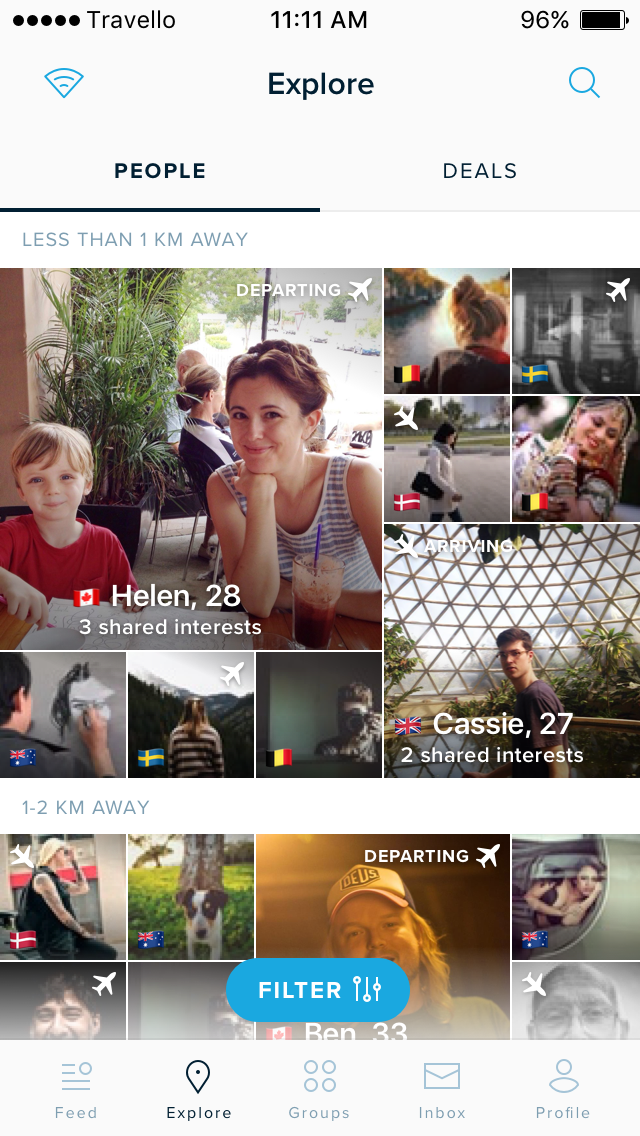 Travello
11:11 AM
96%
Explore
PEOPLE
DEALS
LESS THAN 1 KM AWAY
DEPARTING
Helen, 28
3 shared interests
ARRIVING
Cassie, 27
2 shared interests
1-2 KM AWAY
DEPARTING
DEUS
FILTER
Ben, 33
Feed
Explore
Groups
Inbox
Profile